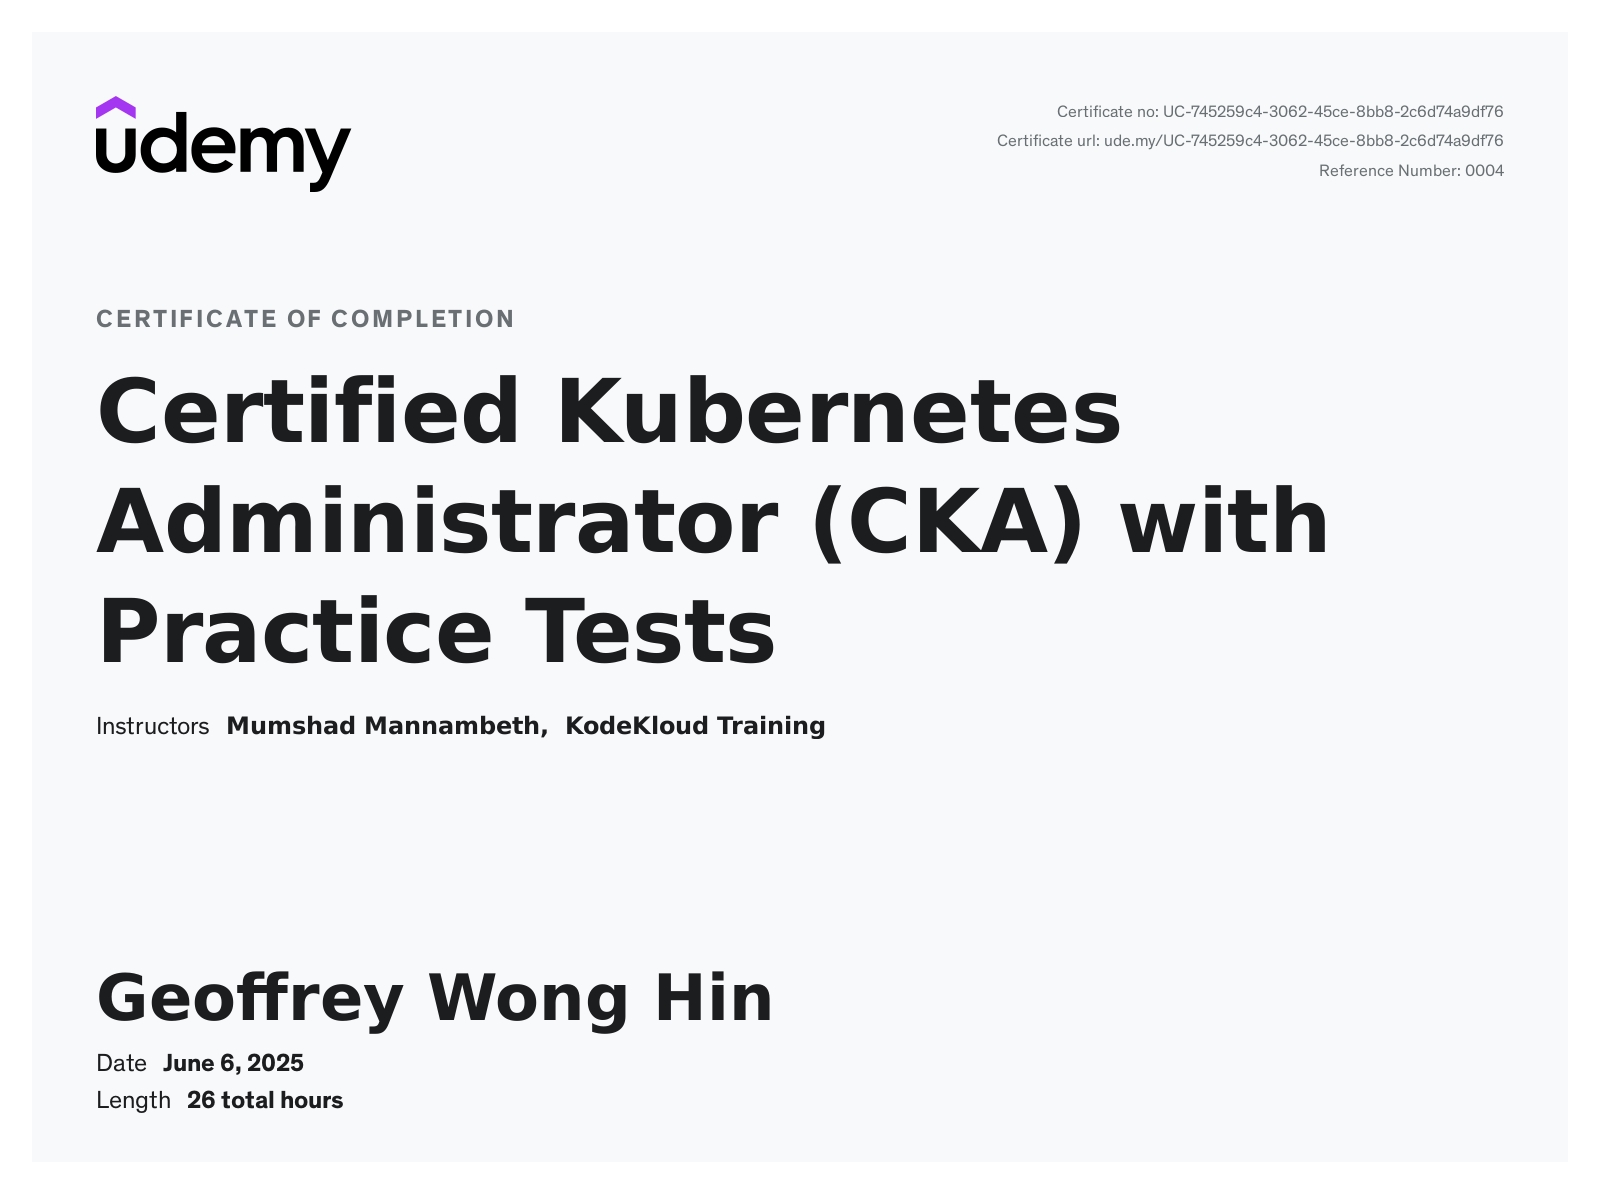 udemy
Certificate no: UC-745259c4-3062-45ce-8bb8-2c6d74a9df76
Certificate url: ude.my/UC-745259c4-3062-45ce-8bb8-2c6d74a9df76
Reference Number: 0004
CERTIFICATE OF COMPLETION
Certified Kubernetes
Administrator (CKA) with
Practice Tests
Instructors Mumshad Mannambeth, KodeKloud Training
Geoffrey Wong Hin
Date June 6, 2025
Length 26 total hours